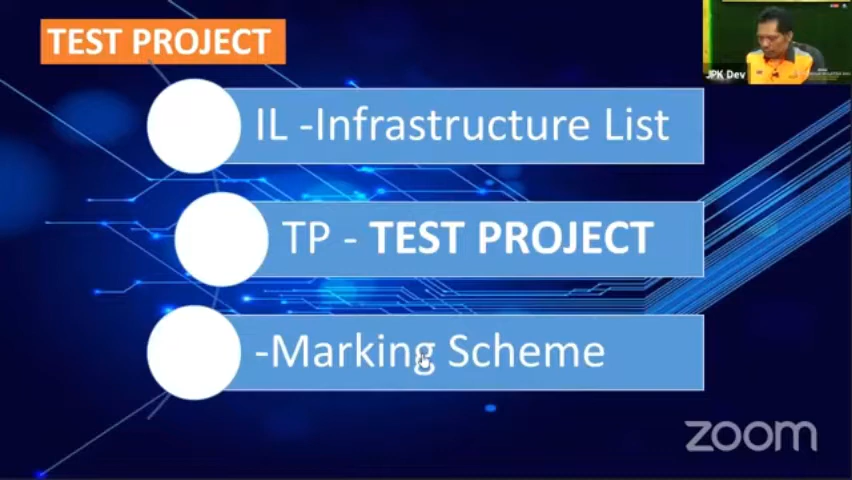 TEST PROJECT
JPK Dev
IL -Infrastructure List
TP - TEST PROJECT
-Marking Scheme
zoom